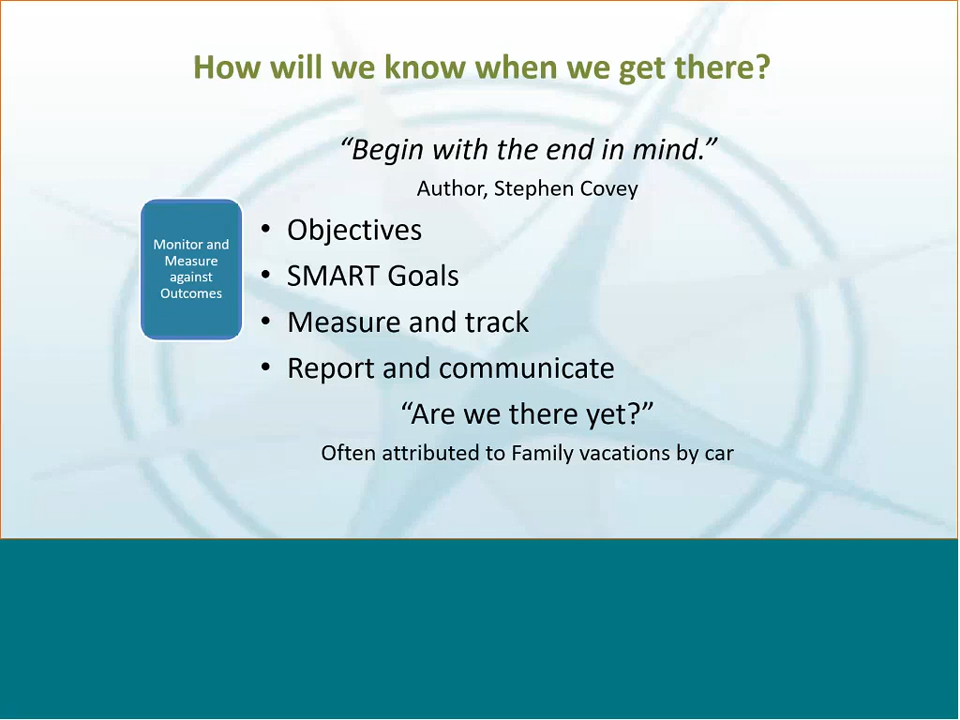 How will we know when we get there?
“Begin with the end in mind.”
Author, Stephen Covey
Monitor and
Measure
against
Outcomes
• Objectives
• SMART Goals
• Measure and track
• Report and communicate
“Are we there yet?”
Often attributed to Family vacations by car